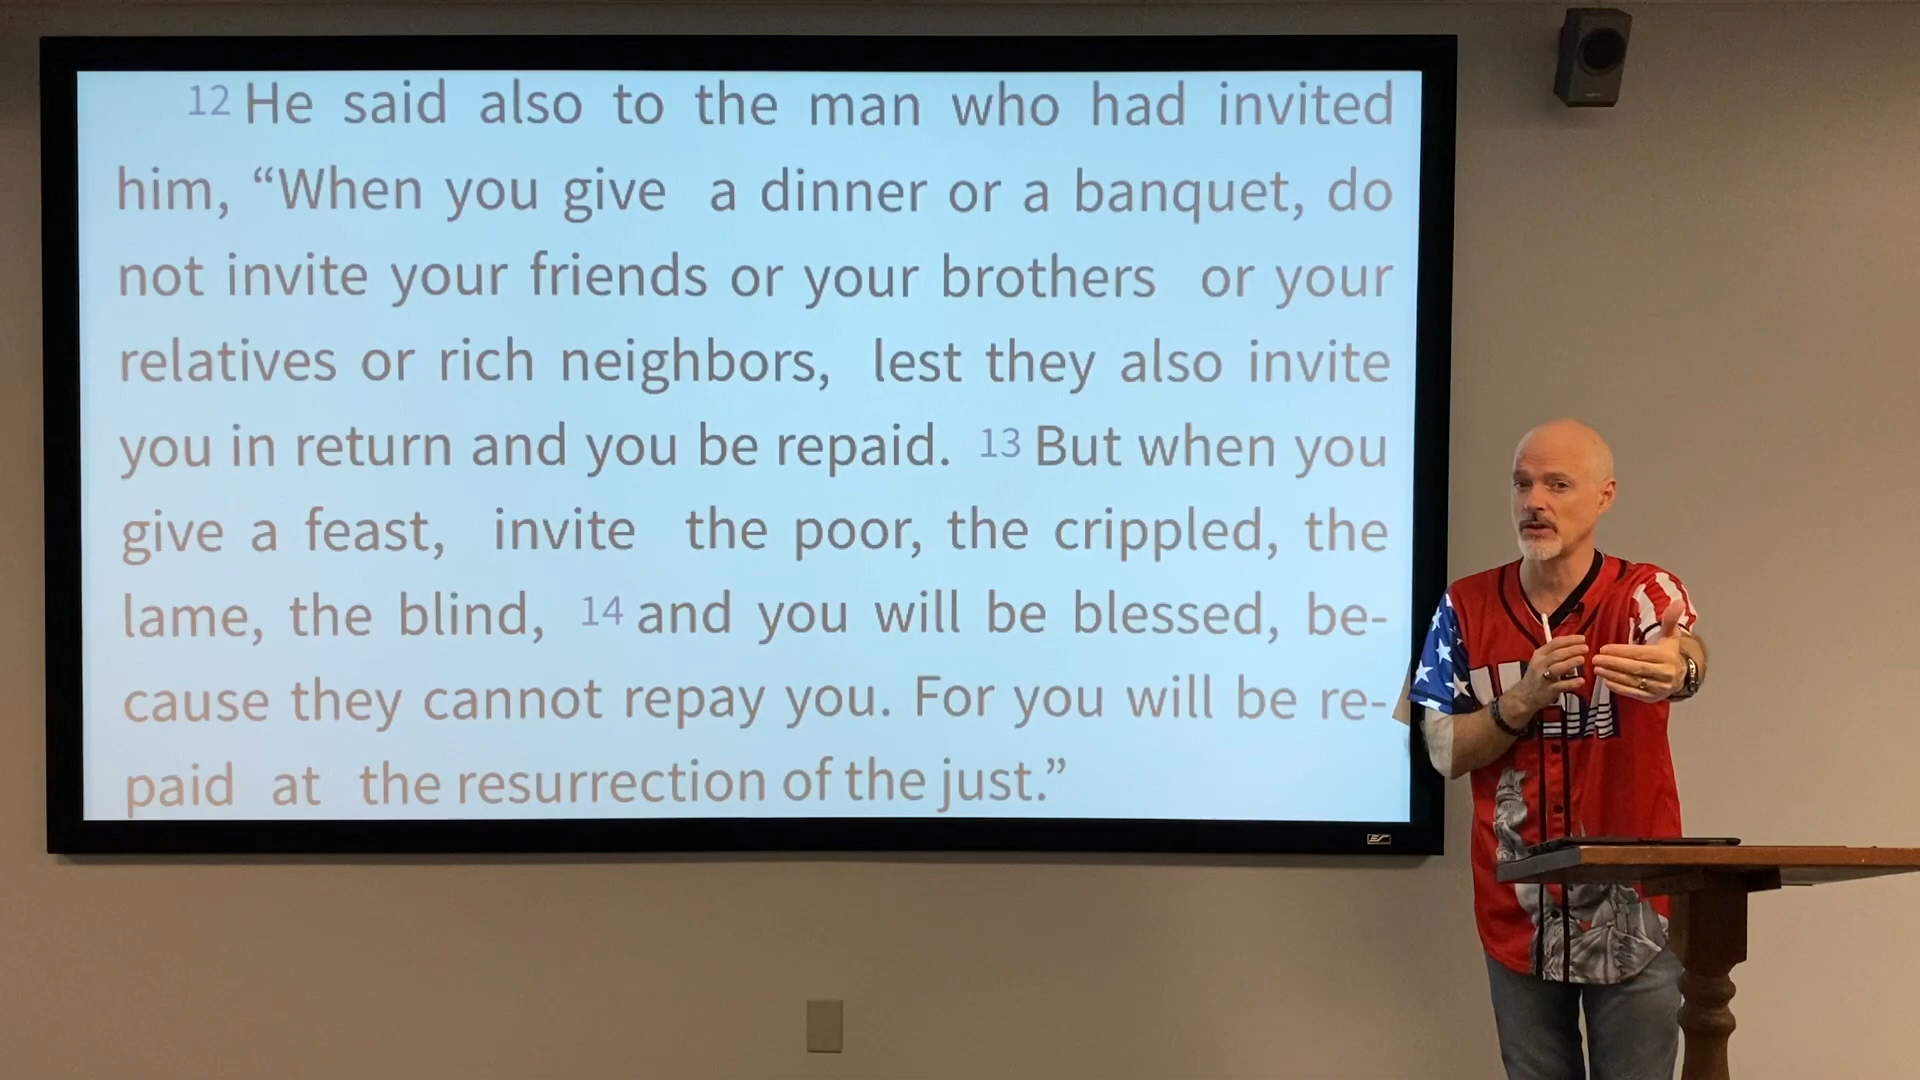 12 He said also to the man who had invited
him, “When you give a dinner or a banquet, do
not invite your friends or your brothers or your
relatives or rich neighbors, lest they also invite
you in return and you be repaid. 13 But when you
give a feast, invite the poor, the crippled, the
lame, the blind, 14 and you will be blessed, be-
cause they cannot repay you. For you will be re-
paid at the resurrection of the just.”
USA